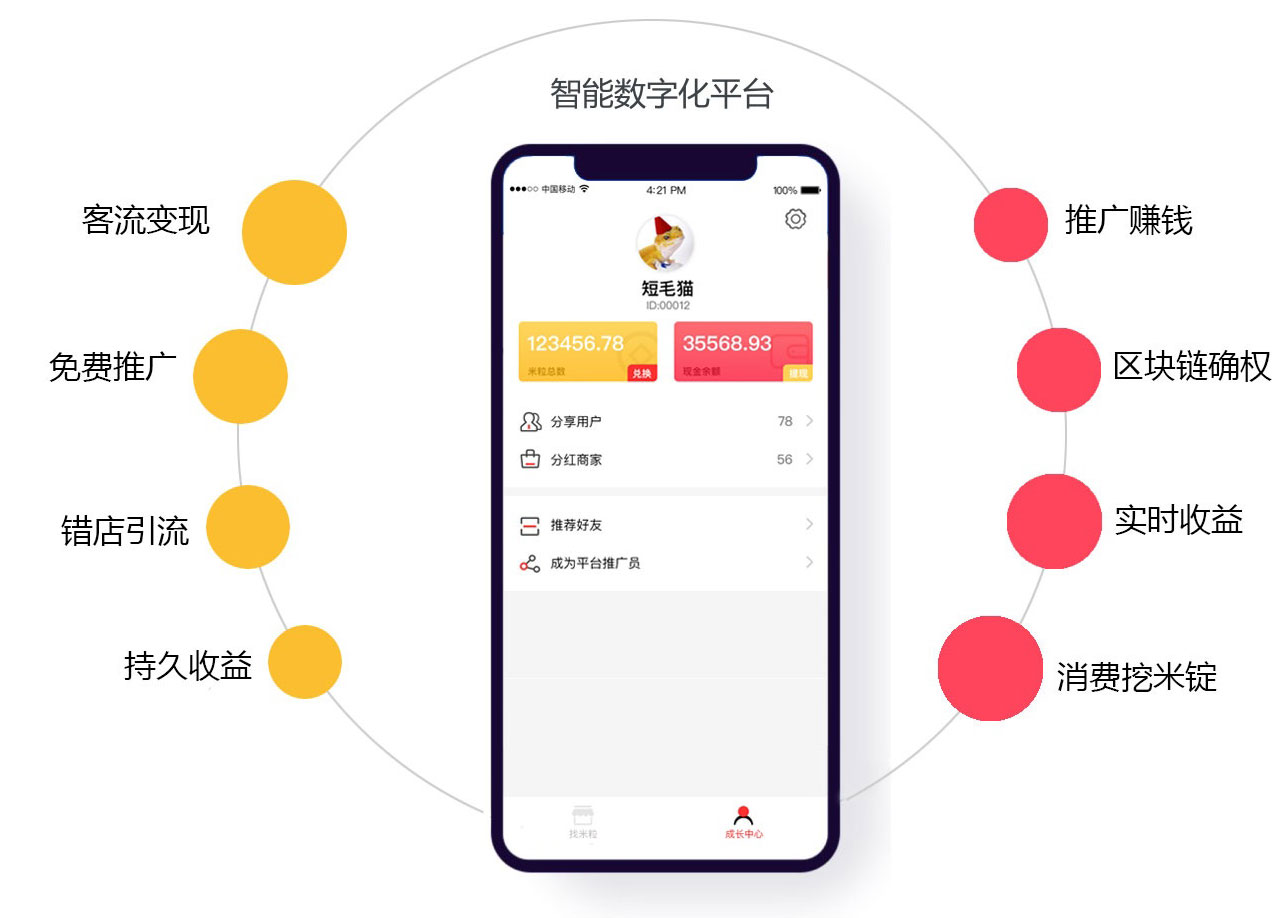 智能数字化平台
客流变现
免费推广
错店引流
持久收益
中国移动
4:21 PM
100%
短毛猫
ID:00012
123456.78
米粒总数
兑换
35568.93
现金余额
提现
分享用户
78
分红商家
56
推荐好友
成为平台推广员
找米粒
成长中心
推广赚钱
区块链确权
实时收益
消费挖米锭